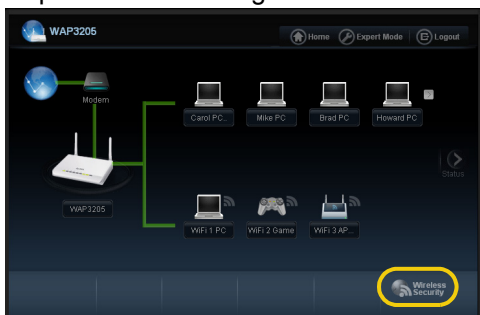 WAP3205
Home Expert Mode Logout
Modem
Carol PC.. Mike PC Brad PC Howard PC
Status
WAP3205
WiFi 1 PC WiFi 2 Game WiFi 3 AP...
Wireless
Security